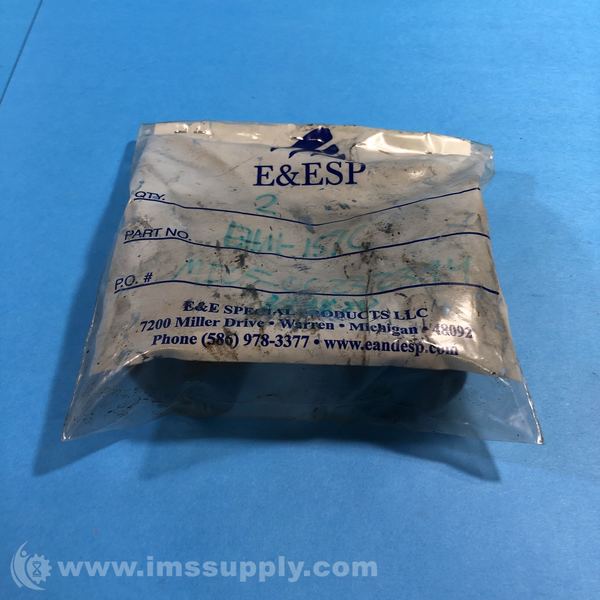 E&ESP
QTY. 2
PART NO.
P.O. #
E&E SPECIAL PRODUCTS LLC
7200 Miller Drive • Warren • Michigan • 48092
Phone (586) 978-3377 • www.eandesp.com
www.imssupply.com